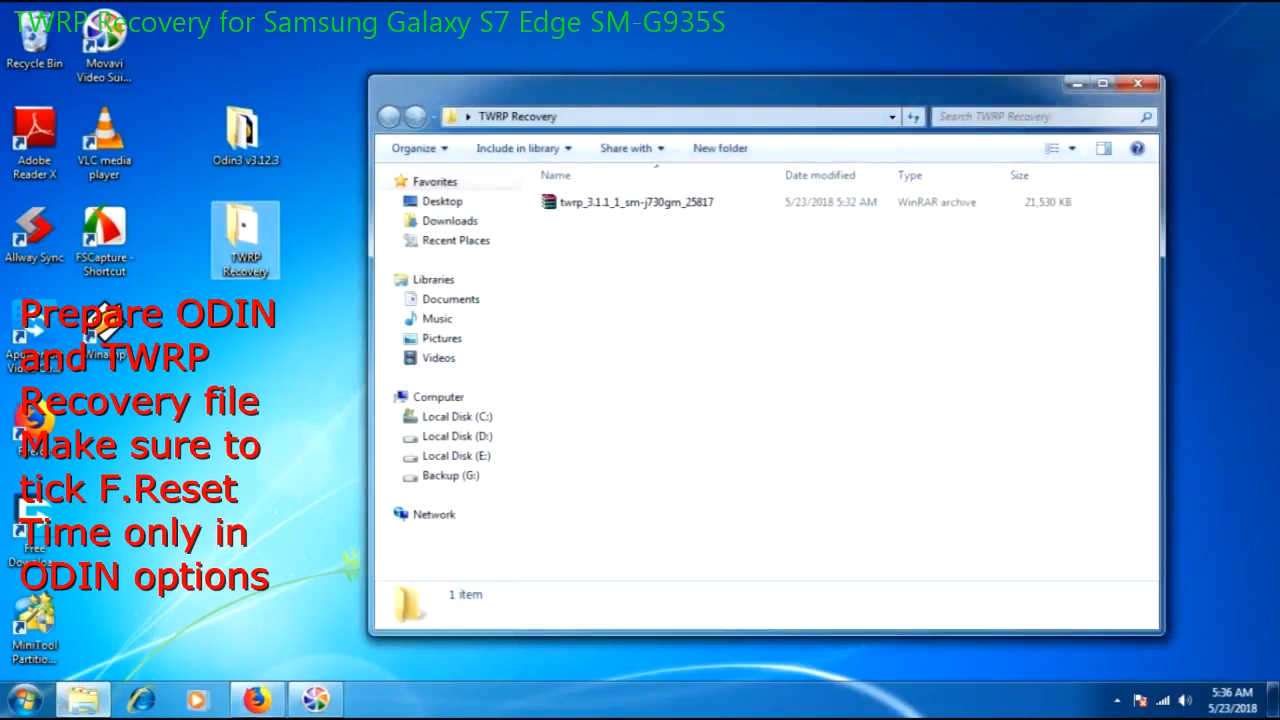 TWRP Recovery for Samsung Galaxy S7 Edge SM-G935S
Recycle Bin
Movavi
Video Sui...
Adobe
Reader X
VLC media
player
Odin3 v3.12.3
Allway Sync
FSCapture -
Shortcut
TWRP
Recovery
Prepare ODIN
and TWRP
Recovery file
Make sure to
tick F.Reset
Time only in
ODIN options
Winamp
Free
MiniTool
Partitio...
TWRP Recovery
Search TWRP Recovery
Organize
Include in library
Share with
New folder
Name
Date modified
Type
Size
twrp_3.1.1_1_sm-j730gm_25817
5/23/2018 5:32 AM
WinRAR archive
21,530 KB
Favorites
Desktop
Downloads
Recent Places
Libraries
Documents
Music
Pictures
Videos
Computer
Local Disk (C:)
Local Disk (D:)
Local Disk (E:)
Backup (G:)
Network
1 item
5:36 AM
5/23/2018